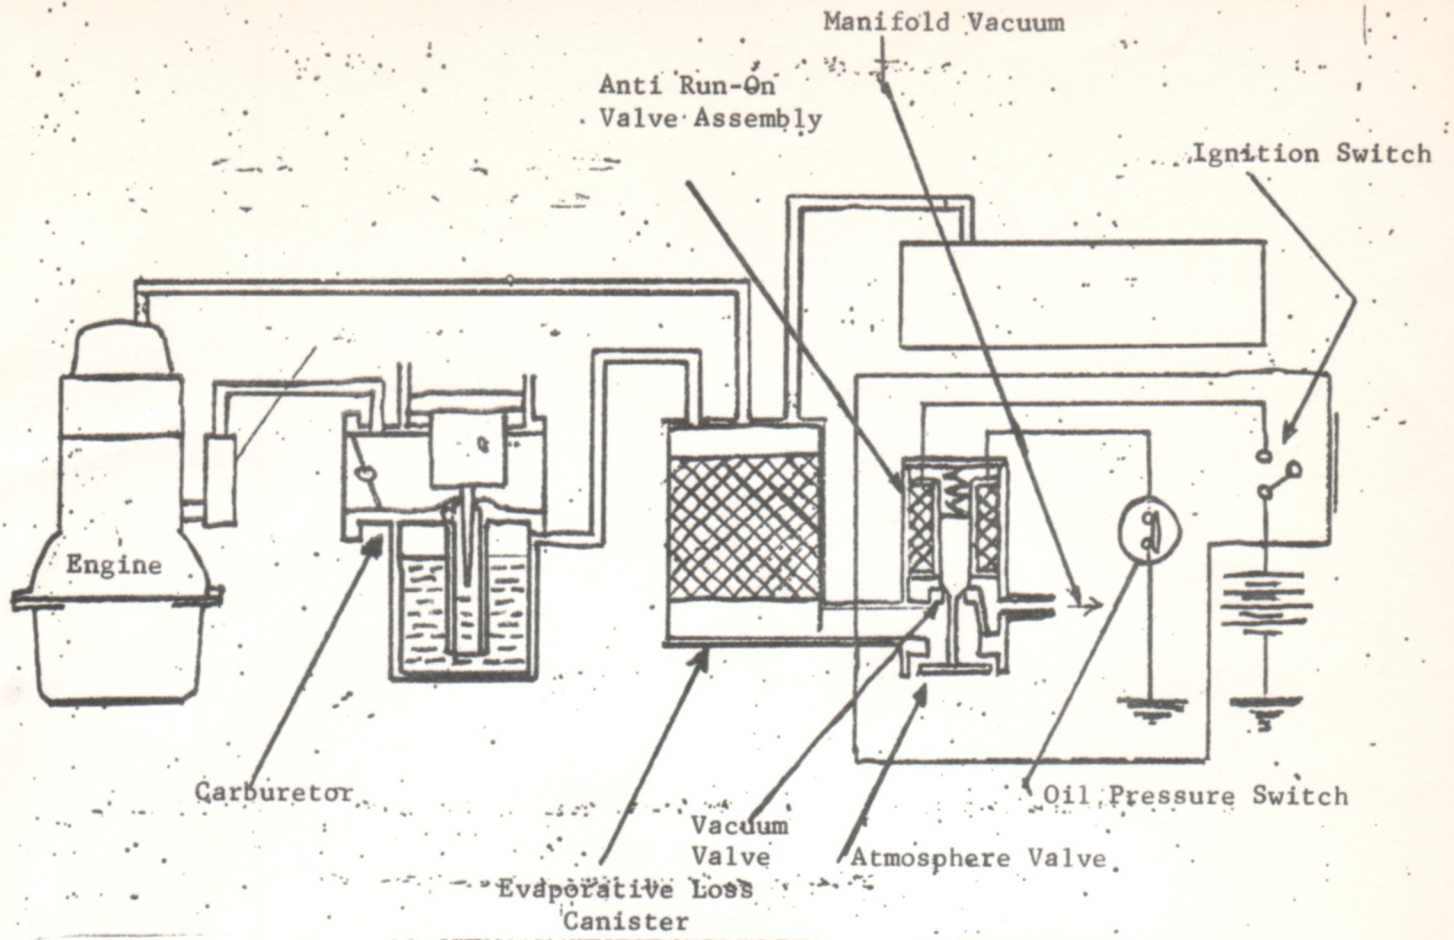 Manifold Vacuum
Anti Run-On
Valve Assembly
Ignition Switch
Engine
Carburetor
Oil Pressure Switch
Vacuum
Valve
Atmosphere Valve
Evaporative Loss
Canister